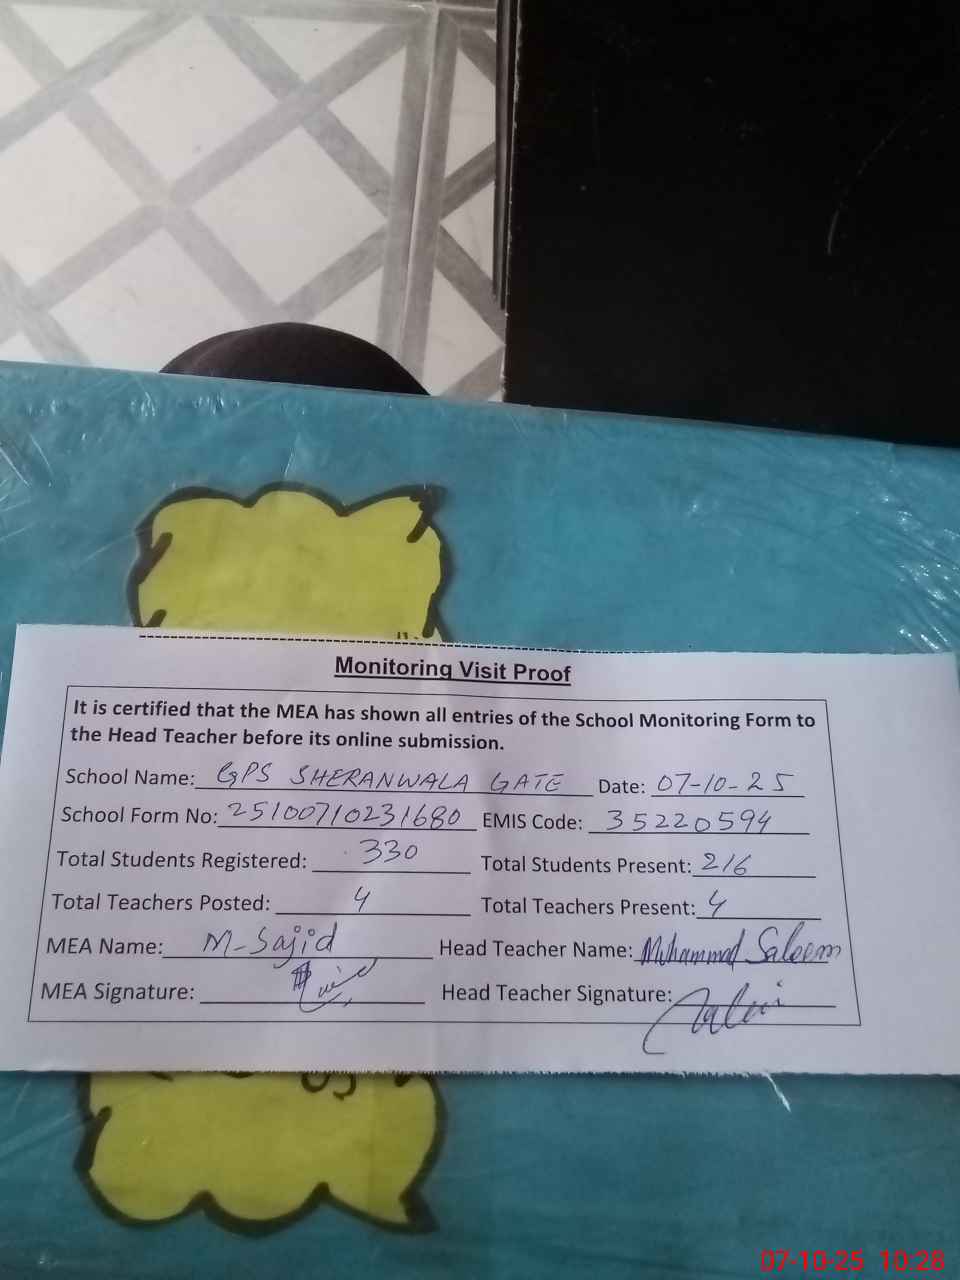 Monitoring Visit Proof
It is certified that the MEA has shown all entries of the School Monitoring Form to
the Head Teacher before its online submission.
School Name: GPS SHERANWALA GATE Date: 07-10-25
School Form No: 25100710231680 EMIS Code: 35220594
Total Students Registered: 330 Total Students Present: 216
Total Teachers Posted: 4 Total Teachers Present: 4
MEA Name: M-Sajid Head Teacher Name: Muhammad Saleem
MEA Signature: Head Teacher Signature:
07-10-25 10:28